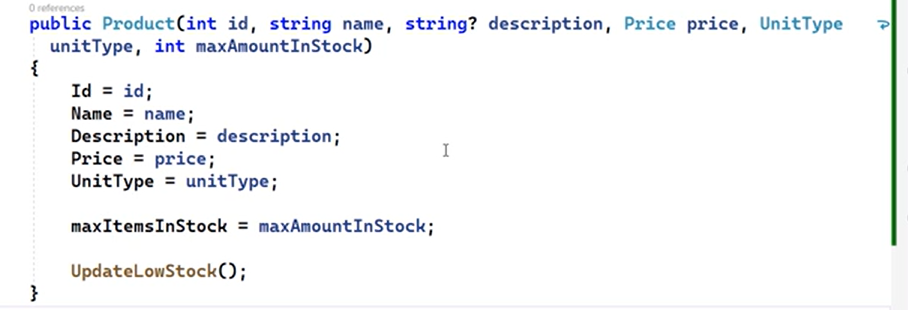 0 references
public Product(int id, string name, string? description, Price price, UnitType
unitType, int maxAmountInStock)
{
Id = id;
Name = name;
Description = description;
Price = price;
UnitType = unitType;
maxItemsInStock = maxAmountInStock;
UpdateLowStock();
}